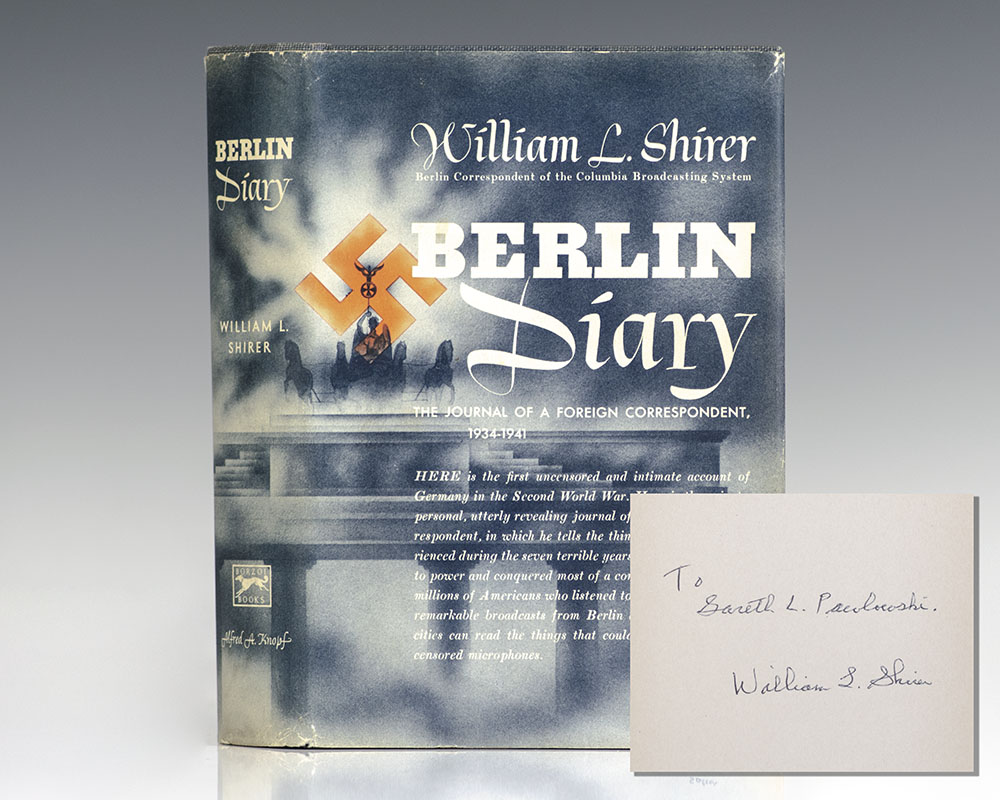 BERLIN
Diary
WILLIAM L.
SHIRER
BORZOI
BOOKS
Alfred A. Knopf
William L. Shirer
Berlin Correspondent of the Columbia Broadcasting System
BERLIN
Diary
THE JOURNAL OF A FOREIGN CORRESPONDENT,
1934-1941
HERE is the first uncensored and intimate account of
Germany in the Second World War.
personal, utterly revealing journal of
respondent, in which he tells the
rienced during the seven terrible years
to power and conquered most of a
millions of Americans who listened to
remarkable broadcasts from Berlin
cities can read the things that could
censored microphones.
To
Gareth L. Pawlowski.
William L. Shirer